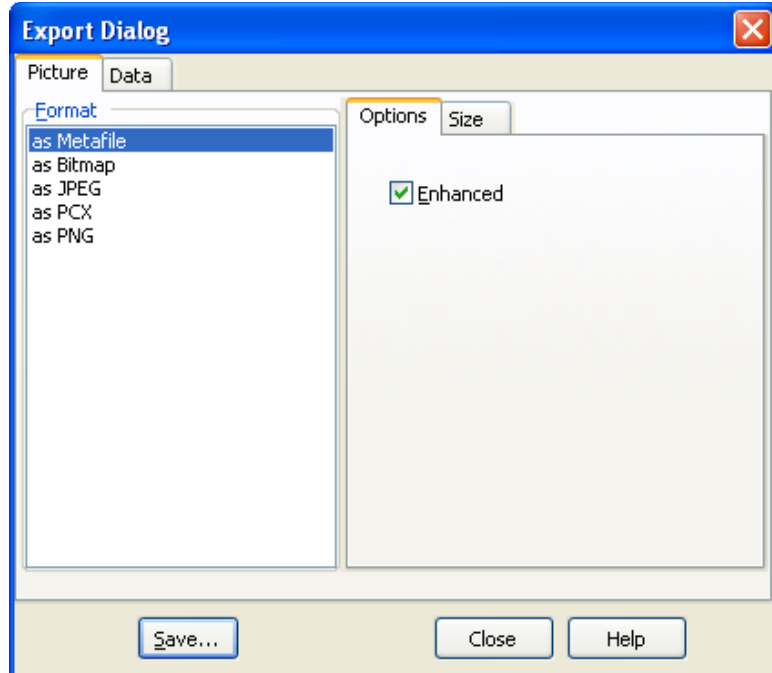 Export Dialog
Picture Data
Format
as Metafile
as Bitmap
as JPEG
as PCX
as PNG
Options Size
Enhanced
Save... Close Help